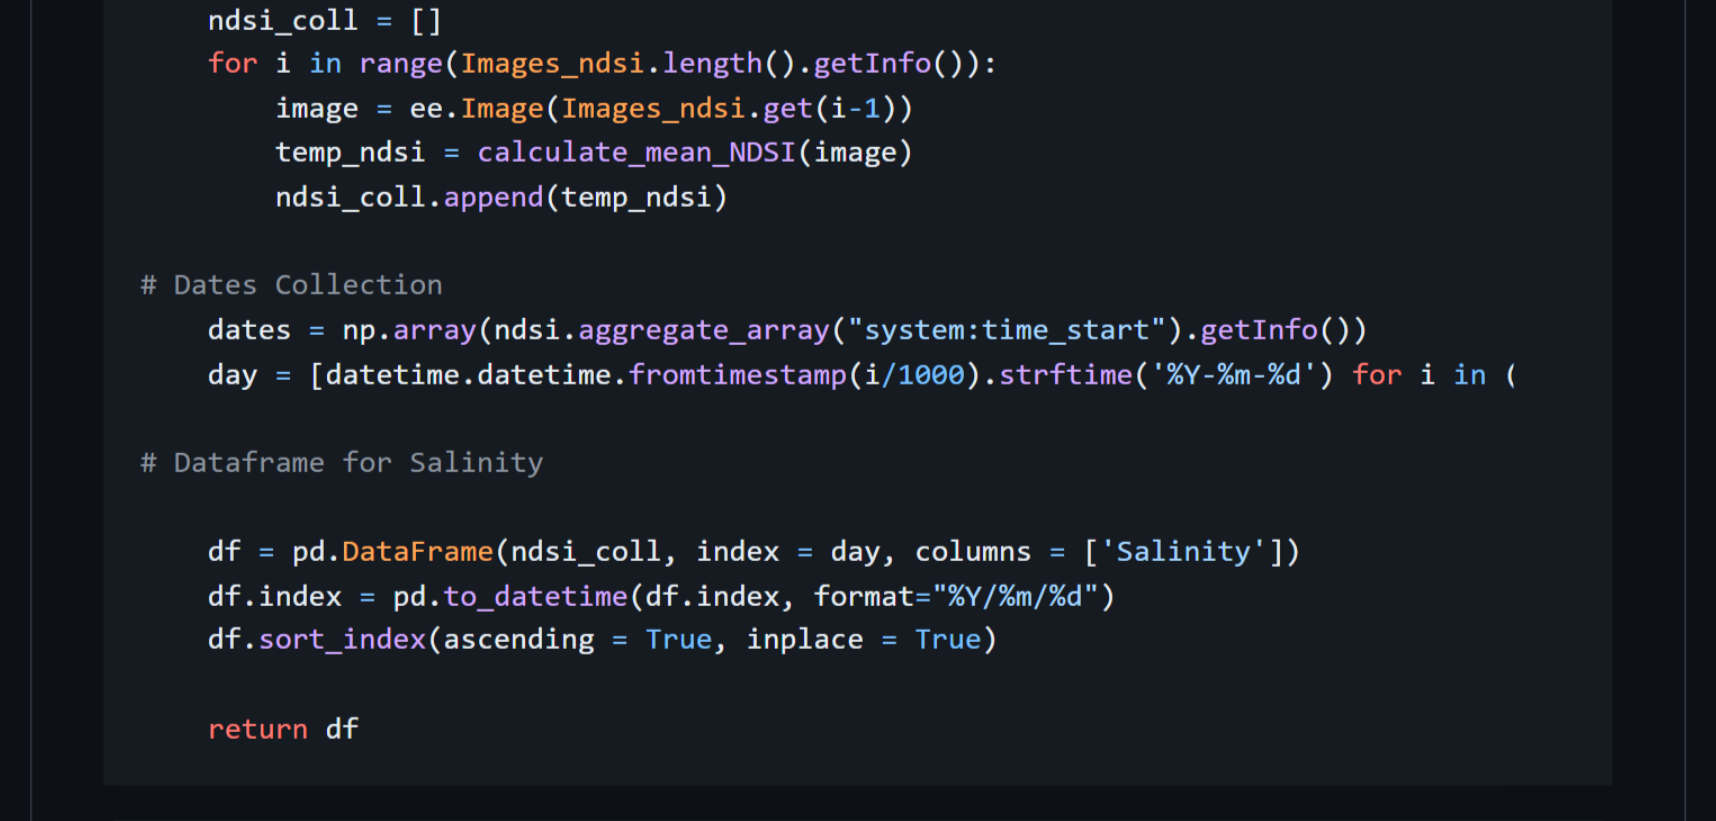 ndsi_coll = []
    for i in range(Images_ndsi.length().getInfo()):
        image = ee.Image(Images_ndsi.get(i-1))
        temp_ndsi = calculate_mean_NDSI(image)
        ndsi_coll.append(temp_ndsi)
# Dates Collection
    dates = np.array(ndsi.aggregate_array("system:time_start").getInfo())
    day = [datetime.datetime.fromtimestamp(i/1000).strftime('%Y-%m-%d') for i in (
# Dataframe for Salinity
    df = pd.DataFrame(ndsi_coll, index = day, columns = ['Salinity'])
    df.index = pd.to_datetime(df.index, format="%Y/%m/%d")
    df.sort_index(ascending = True, inplace = True)
    return df